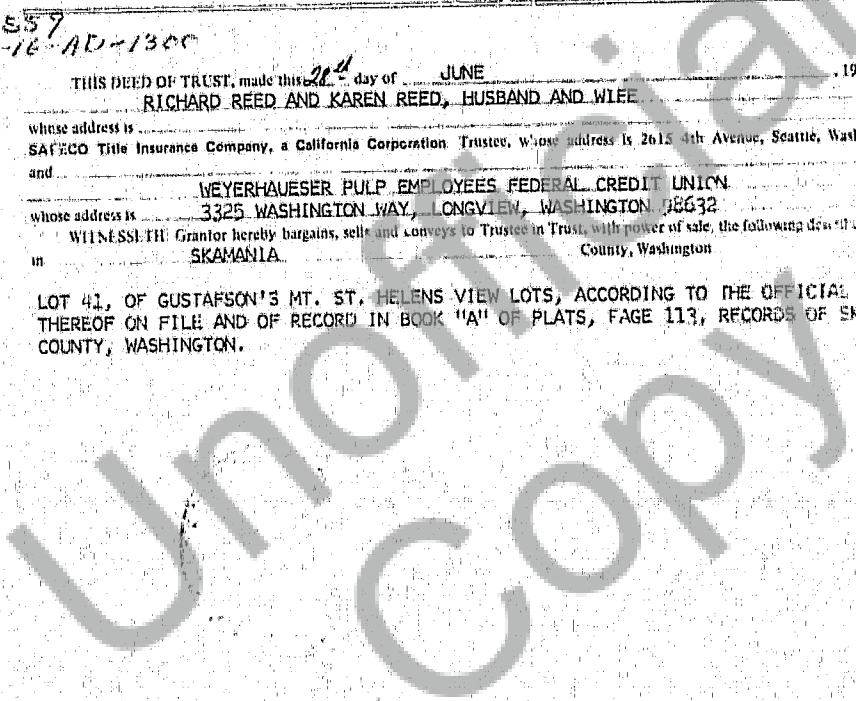 557
-16-AD-1300
THIS DEED OF TRUST, made this 28th day of JUNE , 19
RICHARD REED AND KAREN REED, HUSBAND AND WIFE
whose address is
SAFECO Title Insurance Company, a California Corporation Trustee, whose address is 2615 4th Avenue, Seattle, Wash
and
WEYERHAUESER PULP EMPLOYEES FEDERAL CREDIT UNION
whose address is 3325 WASHINGTON WAY, LONGVIEW, WASHINGTON 98632
WITNESSETH: Grantor hereby bargains, sells and conveys to Trustee in Trust, with power of sale, the following
in SKAMANIA County, Washington
LOT 41, OF GUSTAFSON'S MT. ST. HELENS VIEW LOTS, ACCORDING TO THE OFFICIAL
THEREOF ON FILE AND OF RECORD IN BOOK "A" OF PLATS, PAGE 113, RECORDS OF SK
COUNTY, WASHINGTON.
Unofficial
Copy